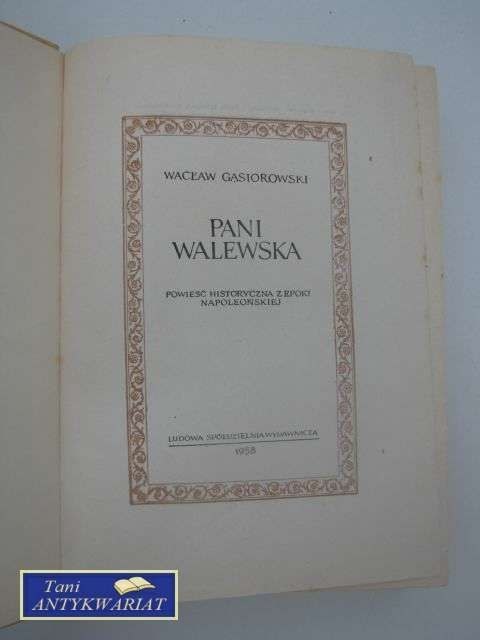 WACŁAW GĄSIOROWSKI
PANI
WALEWSKA
POWIEŚĆ HISTORYCZNA Z EPOKI
NAPOLEOŃSKIEJ
LUDOWA SPÓŁDZIELNIA WYDAWNICZA
1958
Tani
ANTYKWARIAT